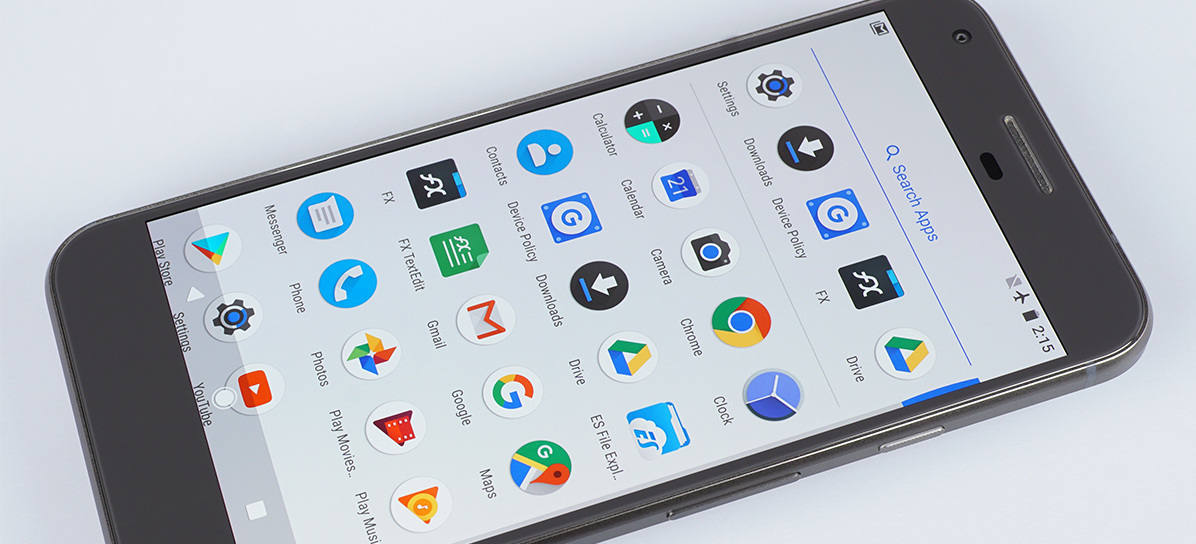 2:15
Search Apps
Settings
Downloads
Device Policy
FX
Drive
Calculator
21
Calendar
Camera
Chrome
Clock
Contacts
Device Policy
Downloads
Drive
ES File Expl..
FX
FX TextEdit
Gmail
Google
Maps
Messenger
Phone
Photos
Play Movies..
Play Musi
Play Store
Settings
YouTube